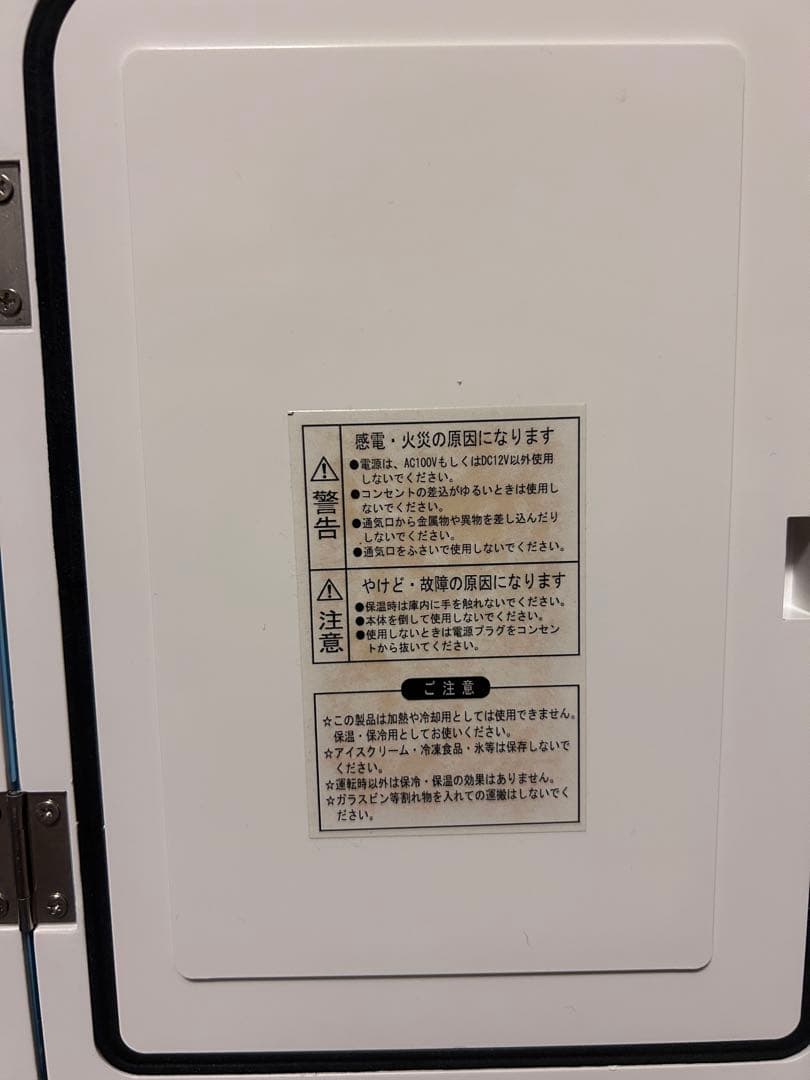 警告
感電・火災の原因になります
●電源は、AC100VもしくはDC12V以外使用
しないでください。
●コンセントの差込がゆるいときは使用し
ないでください。
●通気口から金属物や異物を差し込んだり
しないでください。
●通気口をふさいで使用しないでください。
注意
やけど・故障の原因になります
●保温時は庫内に手を触れないでください。
●本体を倒して使用しないでください。
●使用しないときは電源プラグをコンセン
トから抜いてください。
ご注意
☆この製品は加熱や冷却用としては使用できません。
保温・保冷用としてお使いください。
☆アイスクリーム・冷凍食品・氷等は保存しないで
ください。
☆運転時以外は保冷・保温の効果はありません。
☆ガラスビン等割れ物を入れての運搬はしないでく
ださい。